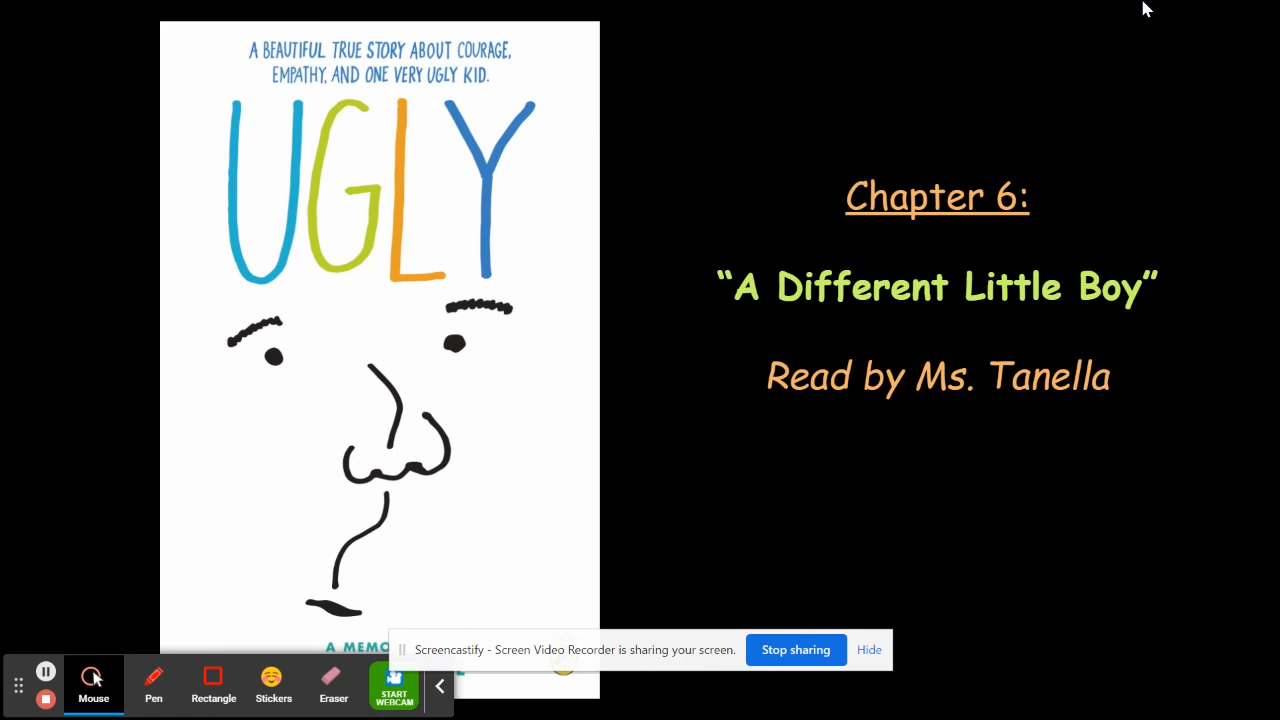 A BEAUTIFUL TRUE STORY ABOUT COURAGE,
EMPATHY, AND ONE VERY UGLY KID.
UGLY
A MEMO
Chapter 6:
“A Different Little Boy”
Read by Ms. Tanella
Screencastify - Screen Video Recorder is sharing your screen.
Stop sharing
Hide
Mouse
Pen
Rectangle
Stickers
Eraser
START
WEBCAM